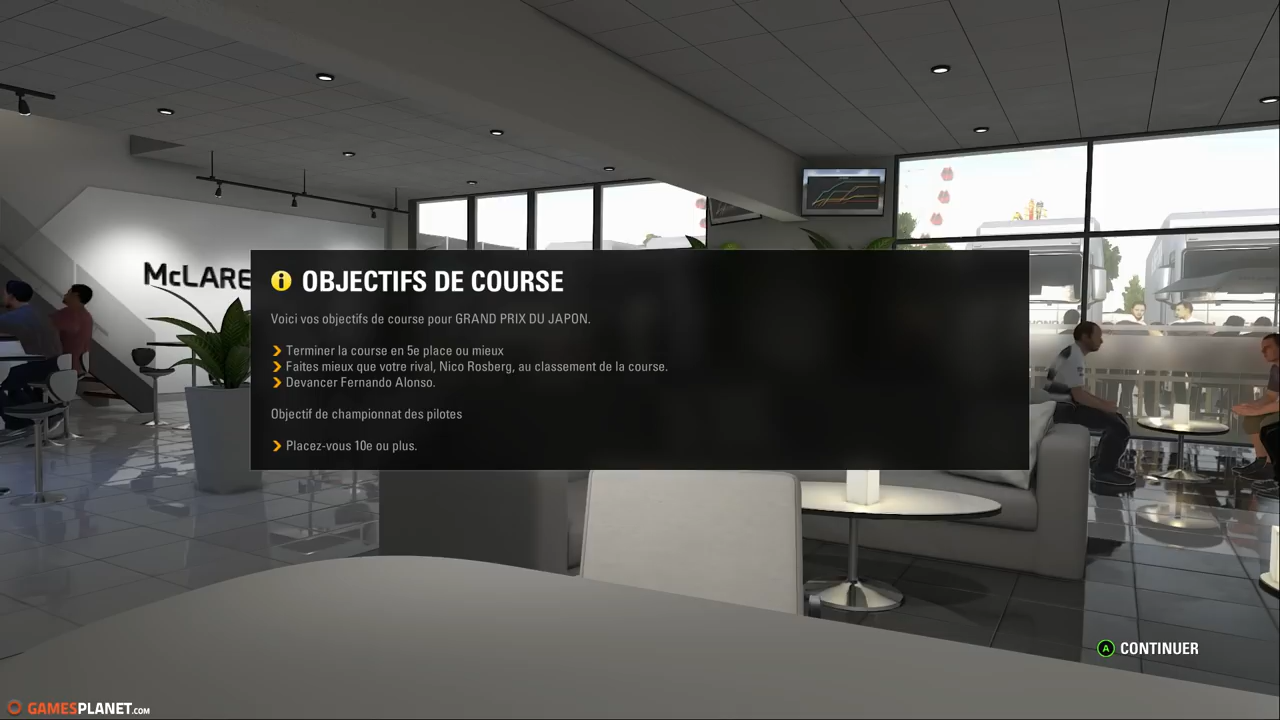 McLARE
OBJECTIFS DE COURSE
Voici vos objectifs de course pour GRAND PRIX DU JAPON.
Terminer la course en 5e place ou mieux
Faites mieux que votre rival, Nico Rosberg, au classement de la course.
Devancer Fernando Alonso.
Objectif de championnat des pilotes
Placez-vous 10e ou plus.
A CONTINUER
GAMESPLANET.COM